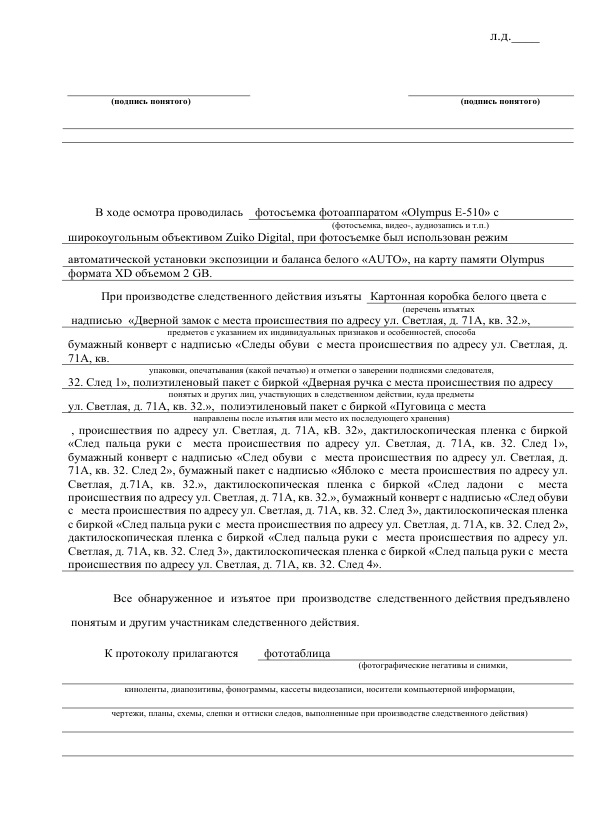 л.д.____
(подпись понятого) (подпись понятого)
В ходе осмотра проводилась фотосъемка фотоаппаратом «Olympus E-510» с
(фотосъемка, видео-, аудиозапись и т.п.)
широкоугольным объективом Zuiko Digital, при фотосъемке был использован режим
автоматической установки экспозиции и баланса белого «AUTO», на карту памяти Olympus
формата XD объемом 2 GB.
При производстве следственного действия изъяты Картонная коробка белого цвета с
(перечень изъятых
надписью «Дверной замок с места происшествия по адресу ул. Светлая, д. 71А, кв. 32.»,
предметов с указанием их индивидуальных признаков и особенностей, способа
бумажный конверт с надписью «Следы обуви с места происшествия по адресу ул. Светлая, д.
71А, кв.
упаковки, опечатывания (какой печатью) и отметки о заверении подписями следователя,
32. След 1», полиэтиленовый пакет с биркой «Дверная ручка с места происшествия по адресу
понятых и других лиц, участвующих в следственном действии, куда предметы
ул. Светлая, д. 71А, кв. 32.», полиэтиленовый пакет с биркой «Пуговица с места
направлены после изъятия или место их последующего хранения)
, происшествия по адресу ул. Светлая, д. 71А, кВ. 32», дактилоскопическая пленка с биркой
«След пальца руки с места происшествия по адресу ул. Светлая, д. 71А, кв. 32. След 1»,
бумажный конверт с надписью «След обуви с места происшествия по адресу ул. Светлая, д.
71А, кв. 32. След 2», бумажный пакет с надписью «Яблоко с места происшествия по адресу ул.
Светлая, д.71А, кв. 32.», дактилоскопическая пленка с биркой «След ладони с места
происшествия по адресу ул. Светлая, д. 71А, кв. 32.», бумажный конверт с надписью «След обуви
с места происшествия по адресу ул. Светлая, д. 71А, кв. 32. След 3», дактилоскопическая пленка
с биркой «След пальца руки с места происшествия по адресу ул. Светлая, д. 71А, кв. 32. След 2»,
дактилоскопическая пленка с биркой «След пальца руки с места происшествия по адресу ул.
Светлая, д. 71А, кв. 32. След 3», дактилоскопическая пленка с биркой «След пальца руки с места
происшествия по адресу ул. Светлая, д. 71А, кв. 32. След 4».
Все обнаруженное и изъятое при производстве следственного действия предъявлено
понятым и другим участникам следственного действия.
К протоколу прилагаются фототаблица
(фотографические негативы и снимки,
киноленты, диапозитивы, фонограммы, кассеты видеозаписи, носители компьютерной информации,
чертежи, планы, схемы, слепки и оттиски следов, выполненные при производстве следственного действия)